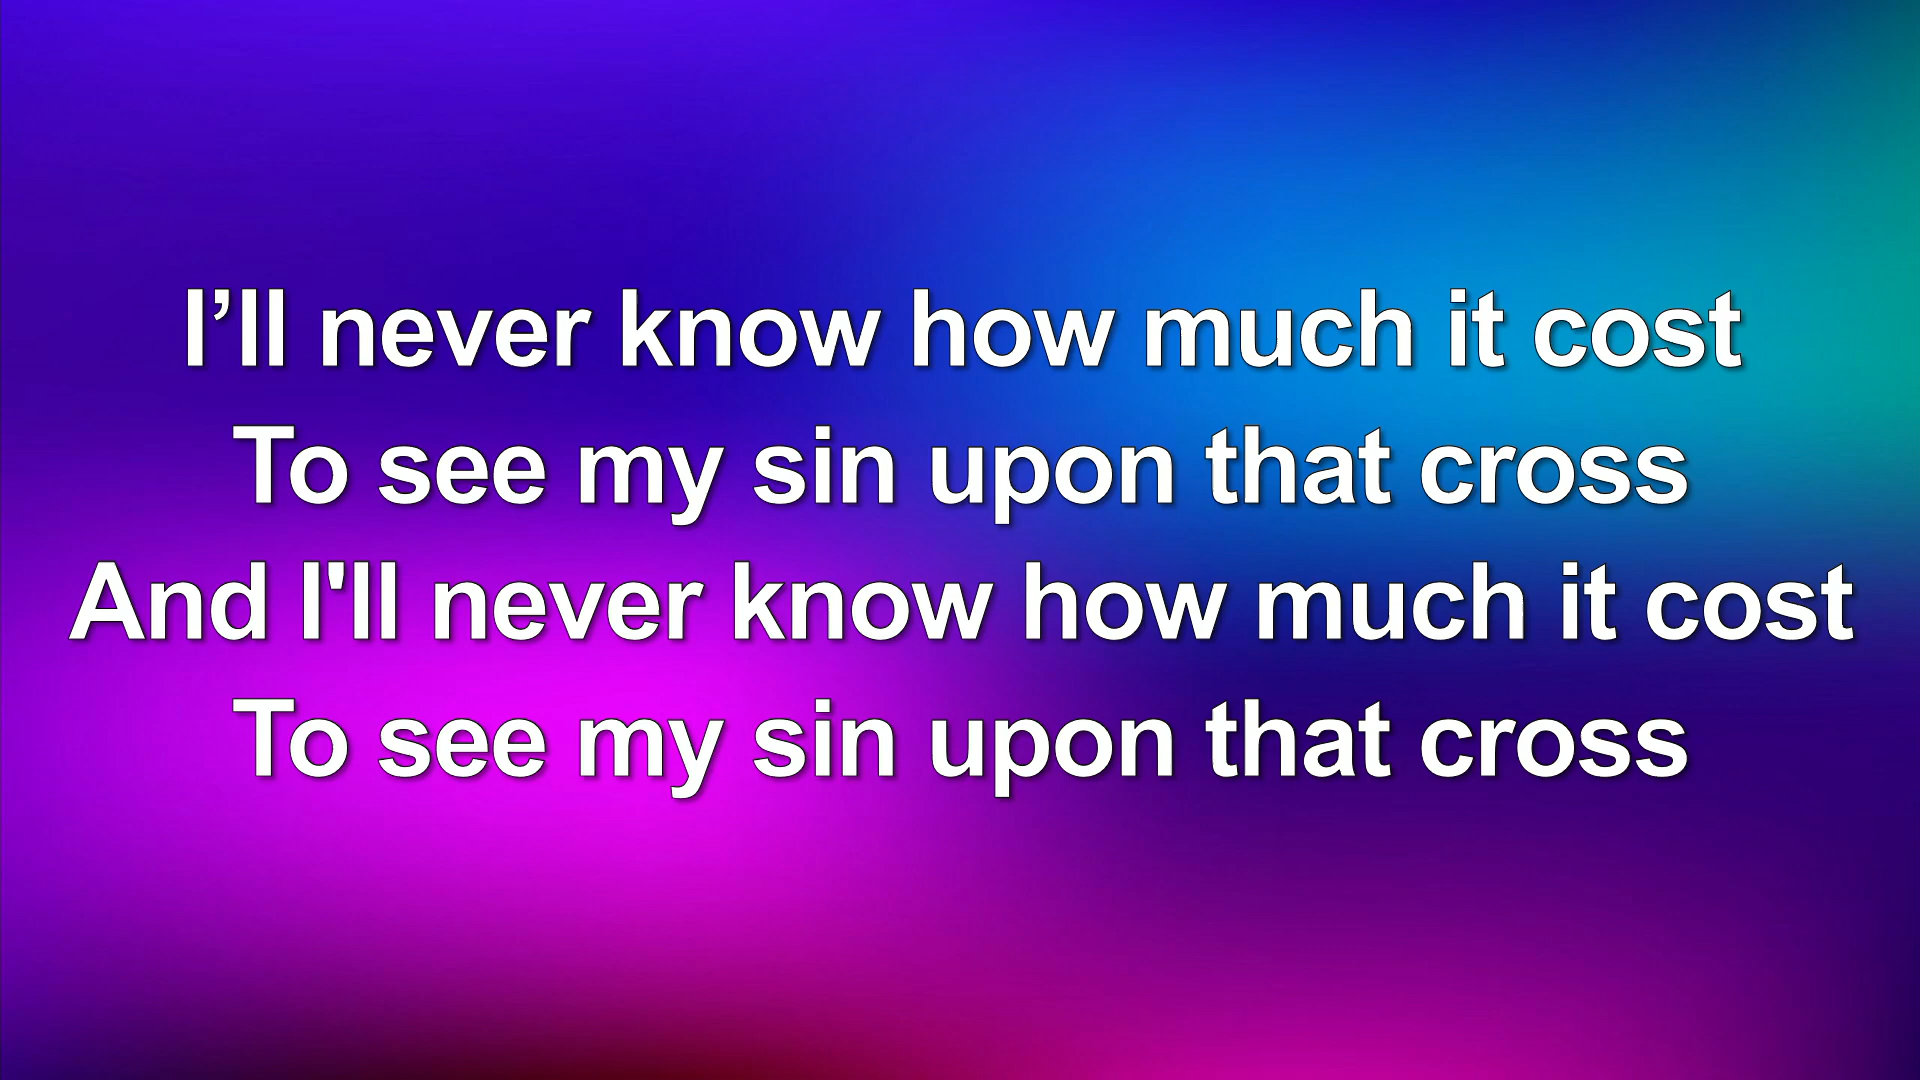 I’ll never know how much it cost
To see my sin upon that cross
And I'll never know how much it cost
To see my sin upon that cross